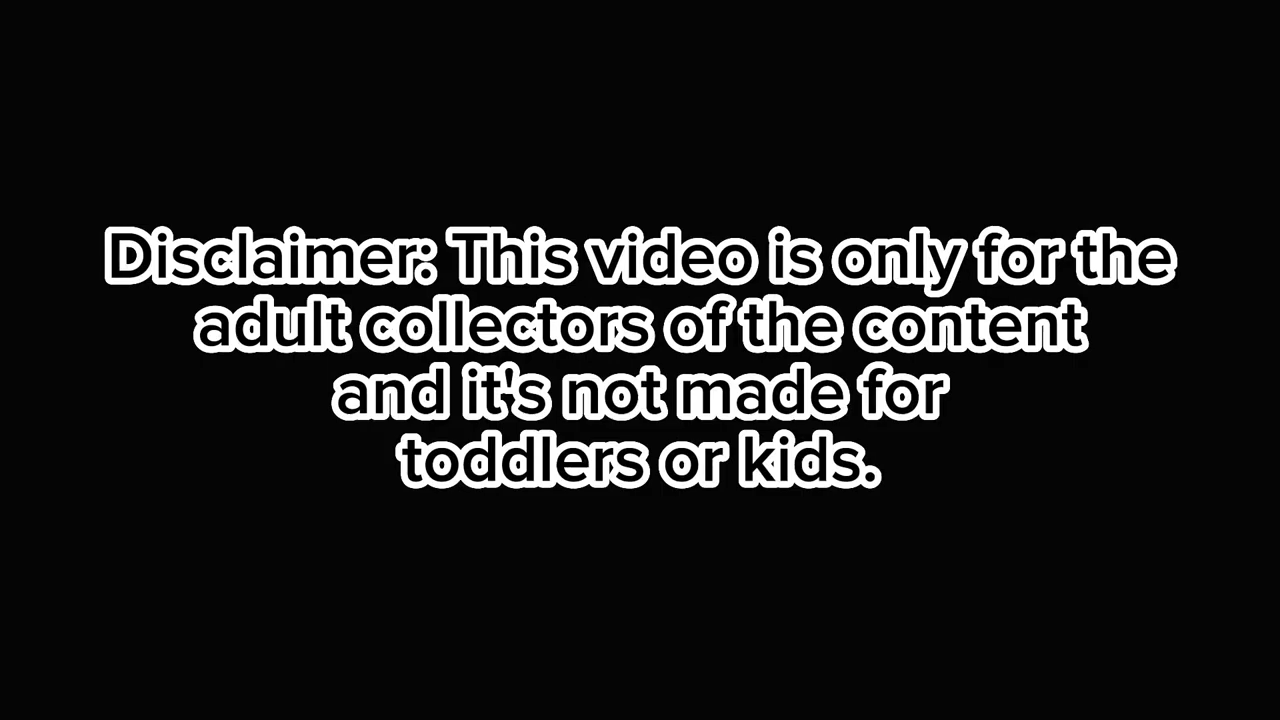 Disclaimer: This video is only for the
adult collectors of the content
and it's not made for
toddlers or kids.